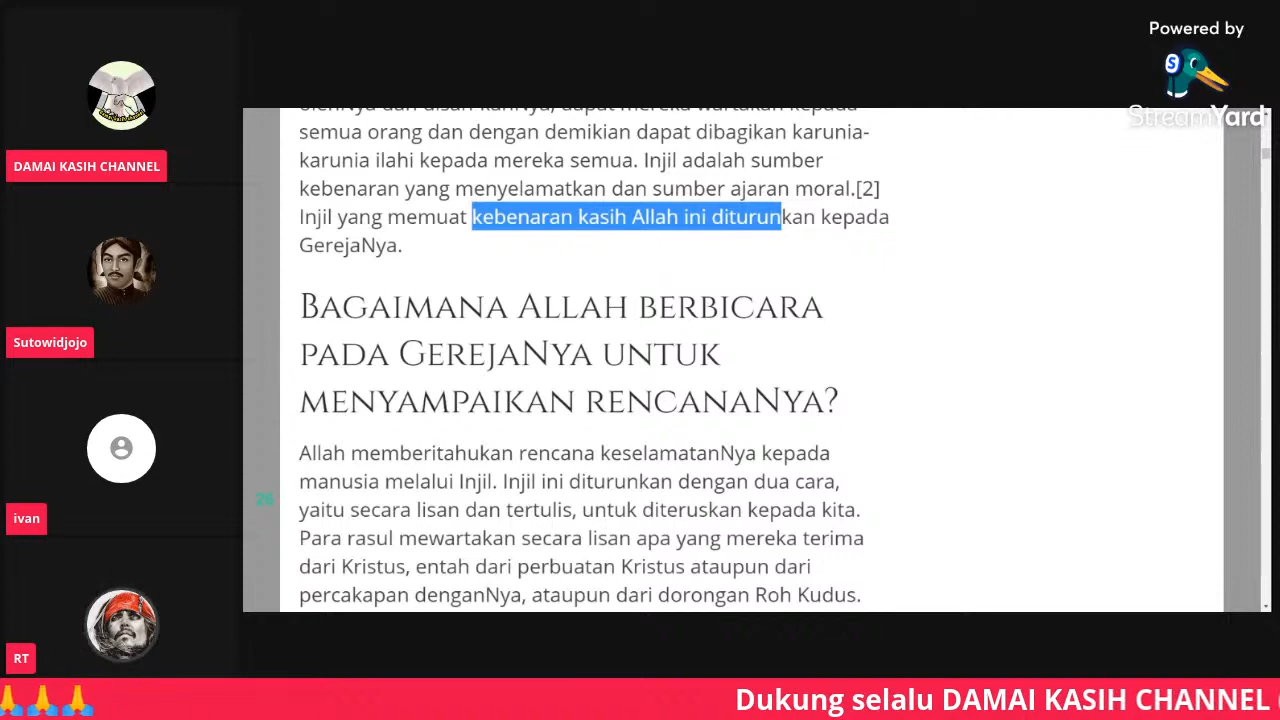 Powered by
StreamYard
DAMAI KASIH CHANNEL
Sutowidjojo
ivan
RT
semua orang dan dengan demikian dapat dibagikan karunia-
karunia ilahi kepada mereka semua. Injil adalah sumber
kebenaran yang menyelamatkan dan sumber ajaran moral.[2]
Injil yang memuat kebenaran kasih Allah ini diturunkan kepada
GerejaNya.
Bagaimana Allah berbicara
pada GerejaNya untuk
menyampaikan rencanaNya?
Allah memberitahukan rencana keselamatanNya kepada
manusia melalui Injil. Injil ini diturunkan dengan dua cara,
yaitu secara lisan dan tertulis, untuk diteruskan kepada kita.
Para rasul mewartakan secara lisan apa yang mereka terima
dari Kristus, entah dari perbuatan Kristus ataupun dari
percakapan denganNya, ataupun dari dorongan Roh Kudus.
Dukung selalu DAMAI KASIH CHANNEL